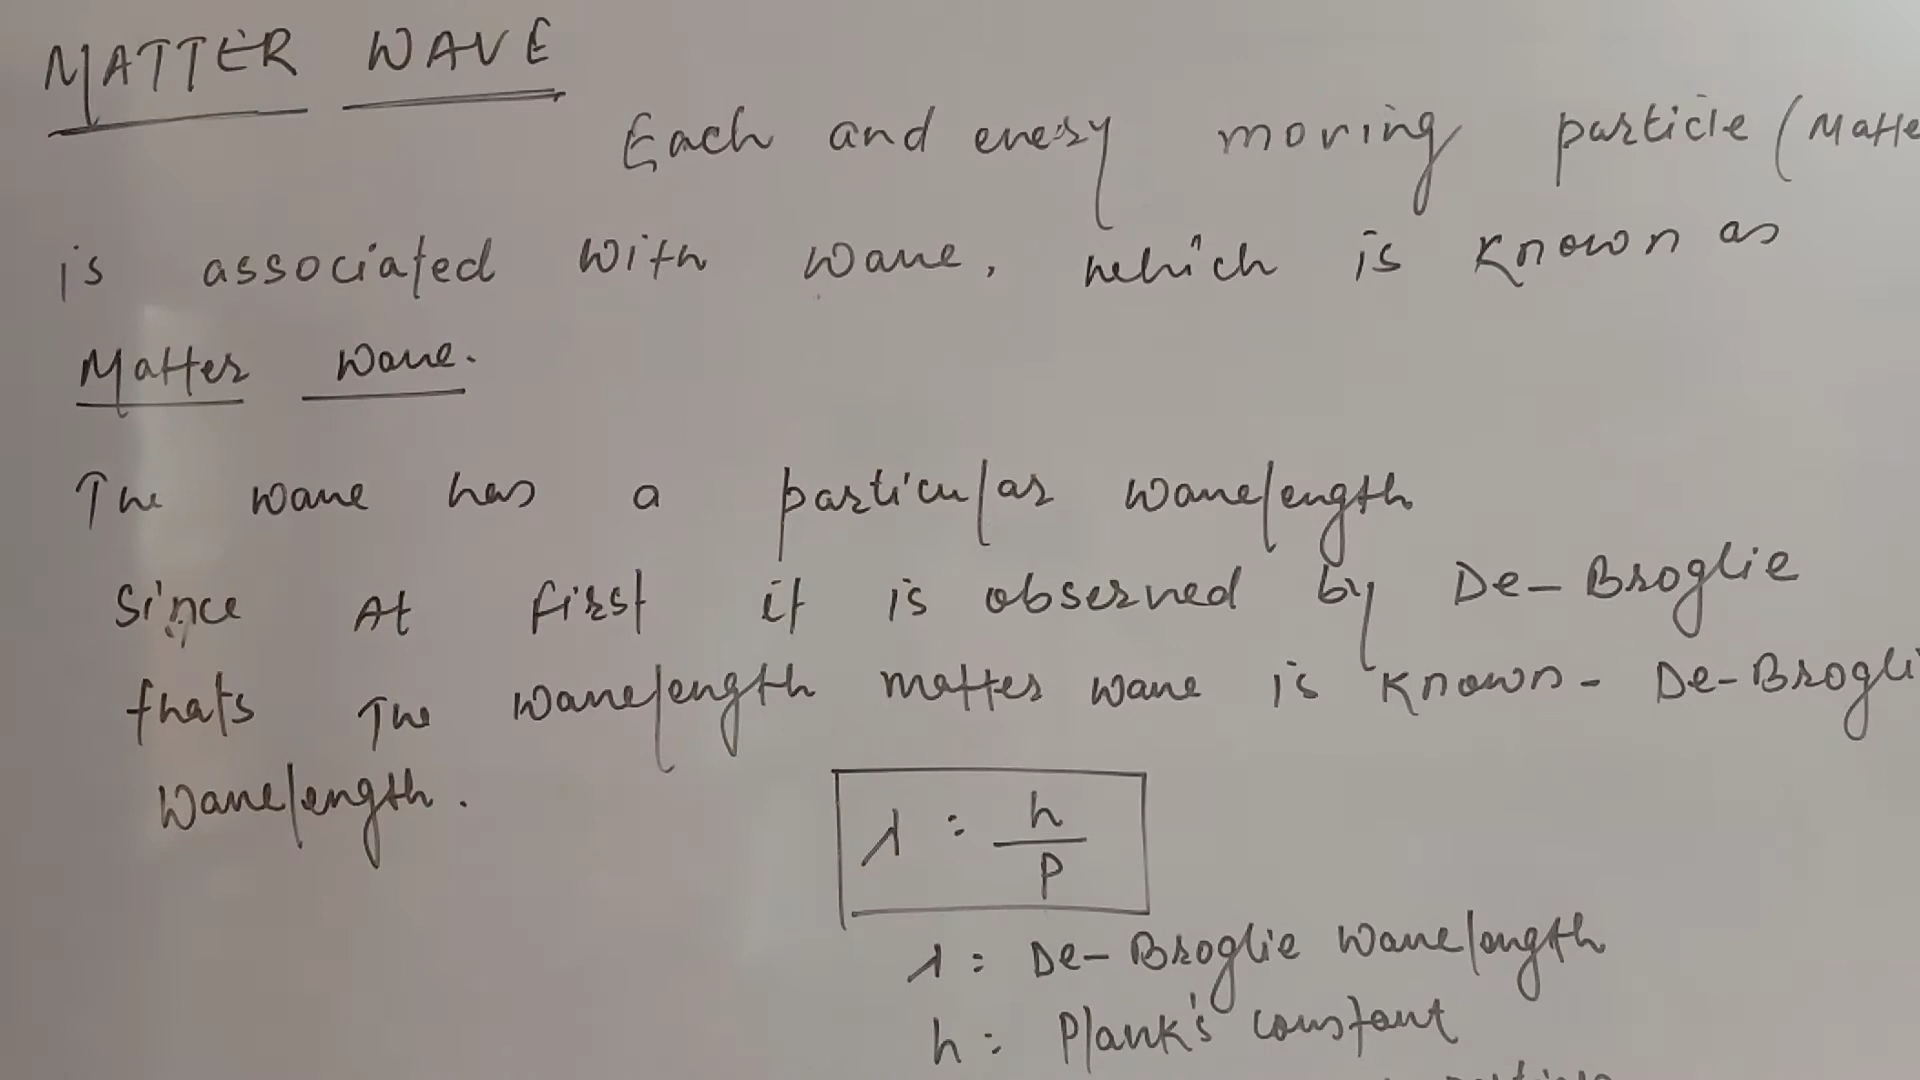 MATTER WAVE
Each and every moving particle (Matte
is associated with wave, which is known as
Matter wave.
The wave has a particular wavelength
Since At first it is observed by De-Broglie
thats The wavelength matter wave is known- De-Brogli
wavelength.
λ = h/P
λ = De-Broglie wavelength
h = Plank's constant